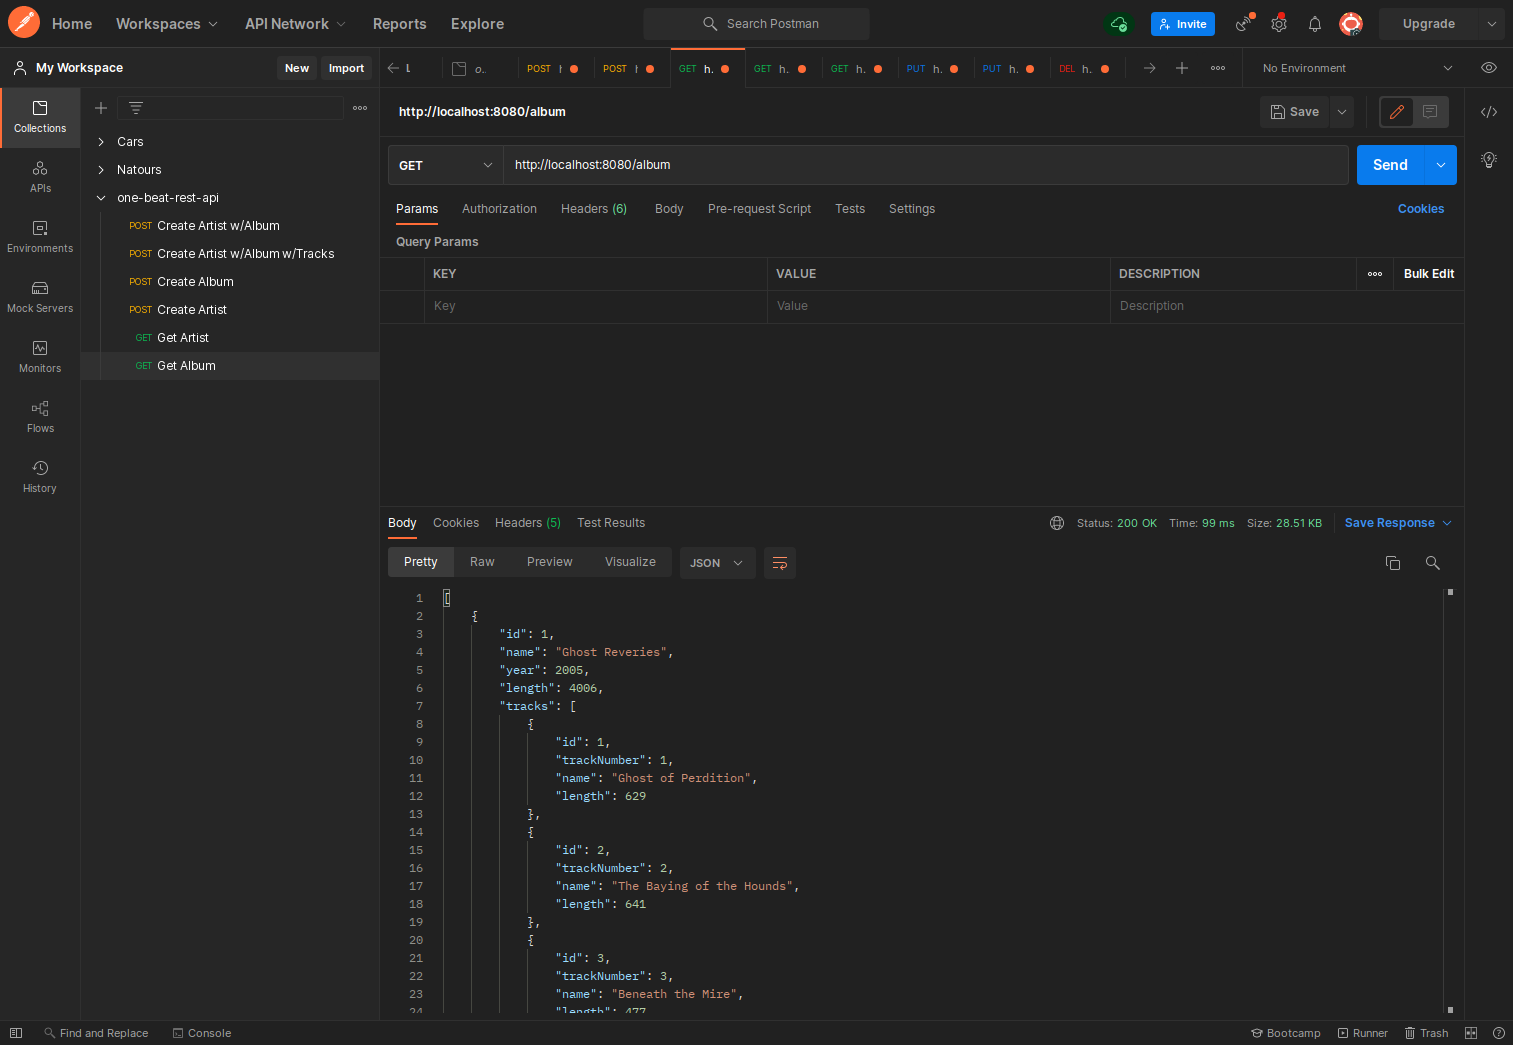 Home Workspaces API Network Reports Explore Search Postman Invite Upgrade
My Workspace New Import
POST h POST h GET h. GET h. GET h. PUT h. PUT h. DEL h. No Environment
Collections
APIs
Environments
Mock Servers
Monitors
Flows
History
Cars
Natours
one-beat-rest-api
POST Create Artist w/Album
POST Create Artist w/Album w/Tracks
POST Create Album
POST Create Artist
GET Get Artist
GET Get Album
http://localhost:8080/album Save
GET http://localhost:8080/album Send
Params Authorization Headers (6) Body Pre-request Script Tests Settings Cookies
Query Params
KEY VALUE DESCRIPTION Bulk Edit
Key Value Description
Body Cookies Headers (5) Test Results Status: 200 OK Time: 99 ms Size: 28.51 KB Save Response
Pretty Raw Preview Visualize JSON
1 [
2 {
3 "id": 1,
4 "name": "Ghost Reveries",
5 "year": 2005,
6 "length": 4006,
7 "tracks": [
8 {
9 "id": 1,
10 "trackNumber": 1,
11 "name": "Ghost of Perdition",
12 "length": 629
13 },
14 {
15 "id": 2,
16 "trackNumber": 2,
17 "name": "The Baying of the Hounds",
18 "length": 641
19 },
20 {
21 "id": 3,
22 "trackNumber": 3,
23 "name": "Beneath the Mire",
24 "length": 477
Find and Replace Console Bootcamp Runner Trash